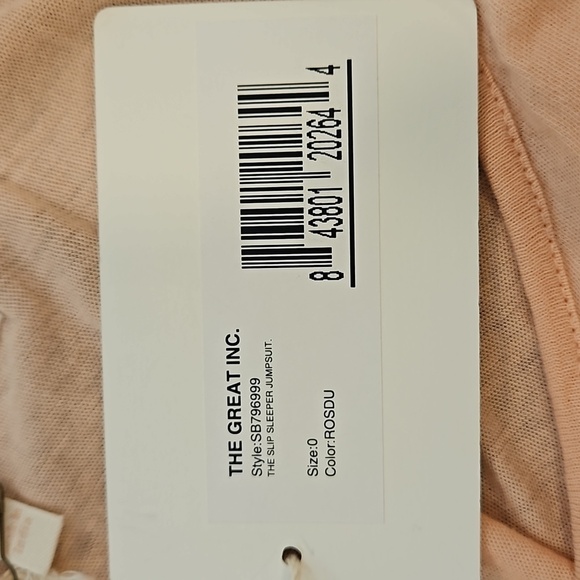 THE GREAT INC.
Style:SB796999
THE SLIP SLEEPER JUMPSUIT.
Size:0
Color:ROSDU
8 43801 20264 4